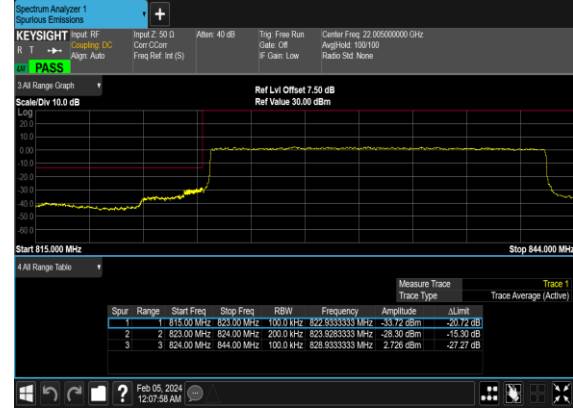 Spectrum Analyzer 1
Spurious Emissions
+
KEYSIGHT Input: RF Input Z: 50 Ω Atten: 40 dB Trig: Free Run Center Freq: 22.005000000 GHz
R T Coupling: DC Corr CCorr Gate: Off Avg|Hold: 100/100
Align: Auto Freq Ref: Int (S) IF Gain: Low Radio Std: None
PASS
3 All Range Graph Ref Lvl Offset 7.50 dB
Scale/Div 10.0 dB Ref Value 30.00 dBm
Log
20.0
10.0
0.00
-10.0
-20.0
-30.0
-40.0
-50.0
-60.0
Start 815.000 MHz Stop 844.000 MHz
4 All Range Table
Measure Trace Trace 1
Trace Type Trace Average (Active)
Spur Range Start Freq Stop Freq RBW Frequency Amplitude ΔLimit
1 1 815.00 MHz 823.00 MHz 100.0 kHz 822.9333333 MHz -33.72 dBm -20.72 dB
2 2 823.00 MHz 824.00 MHz 200.0 kHz 823.9283333 MHz -28.30 dBm -15.30 dB
3 3 824.00 MHz 844.00 MHz 100.0 kHz 828.9333333 MHz 2.726 dBm -27.27 dB
? Feb 05, 2024
12:07:58 AM